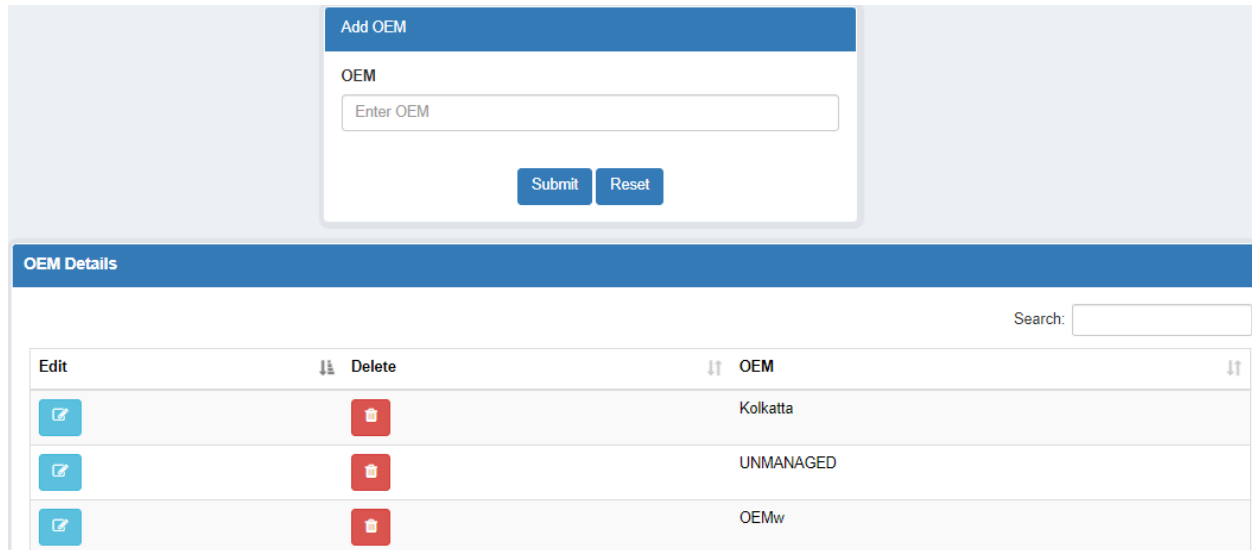 Add OEM
OEM
Enter OEM
Submit Reset
OEM Details
Search:
Edit Delete OEM
Kolkatta
UNMANAGED
OEMw